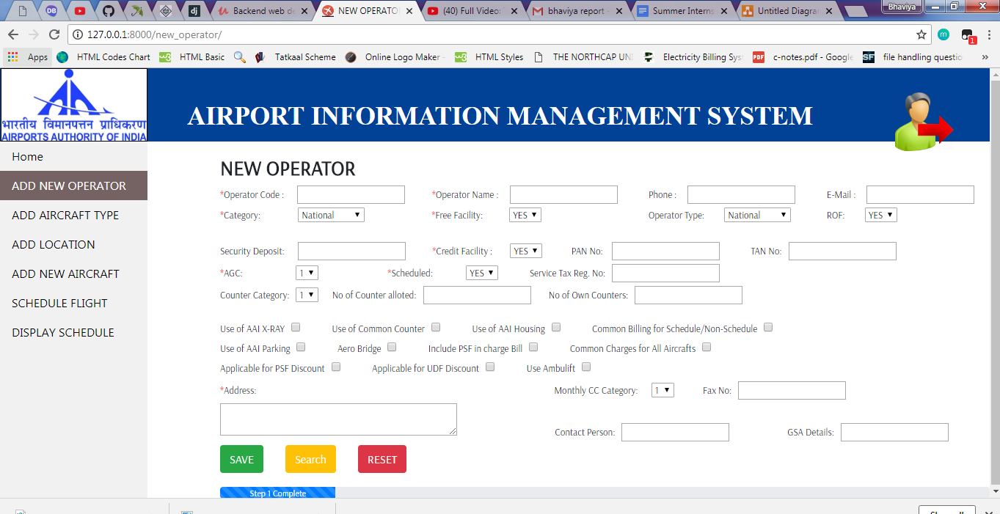 Bhaviya
DB
dj
Backend web de
NEW OPERATOR
(40) Full Video:
bhaviya report -
Summer Interns
Untitled Diagra
127.0.0.1:8000/new_operator/
m
1
Apps
HTML Codes Chart
w3
HTML Basic
Tatkaal Scheme
Online Logo Maker -
w3
HTML Styles
THE NORTHCAP UNI
Electricity Billing Sys
PDF
c-notes.pdf - Google
SF
file handling questio
»
भारतीय विमानपत्तन प्राधिकरण
AIRPORTS AUTHORITY OF INDIA
AIRPORT INFORMATION MANAGEMENT SYSTEM
Home
ADD NEW OPERATOR
ADD AIRCRAFT TYPE
ADD LOCATION
ADD NEW AIRCRAFT
SCHEDULE FLIGHT
DISPLAY SCHEDULE
NEW OPERATOR
*Operator Code : *Operator Name : Phone : E-Mail :
*Category: National *Free Facility: YES Operator Type: National ROF: YES
Security Deposit: *Credit Facility : YES PAN No: TAN No:
*AGC: 1 *Scheduled: YES Service Tax Reg. No:
Counter Category: 1 No of Counter alloted: No of Own Counters:
Use of AAI X-RAY Use of Common Counter Use of AAI Housing Common Billing for Schedule/Non-Schedule
Use of AAI Parking Aero Bridge Include PSF in charge Bill Common Charges for All Aircrafts
Applicable for PSF Discount Applicable for UDF Discount Use Ambulift
*Address: Monthly CC Category: 1 Fax No:
Contact Person: GSA Details:
SAVE Search RESET
Step 1 Complete